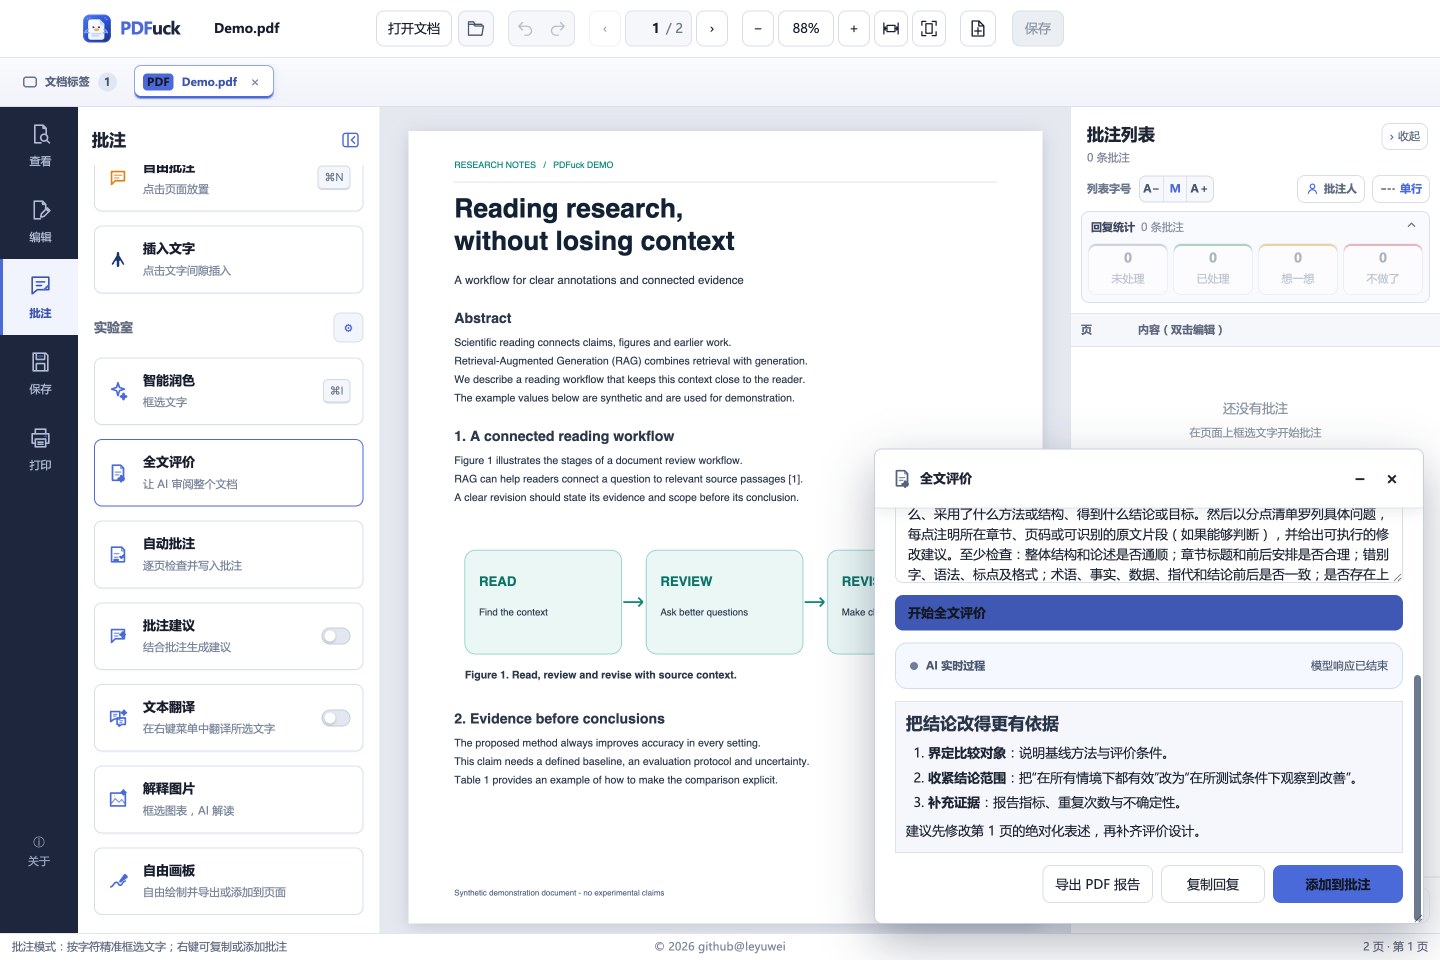 PDFuck
Demo.pdf
打开文档
1 / 2
88%
保存
文档标签 1
PDF Demo.pdf ×
查看
编辑
批注
保存
打印
关于
批注
自由批注
点击页面放置
⌘N
插入文字
点击文字间隙插入
实验室
智能润色
框选文字
⌘I
全文评价
让 AI 审阅整个文档
自动批注
逐页检查并写入批注
批注建议
结合批注生成建议
文本翻译
在右键菜单中翻译所选文字
解释图片
框选图表，AI 解读
自由画板
自由绘制并导出或添加到页面
RESEARCH NOTES / PDFuck DEMO
Reading research,
without losing context
A workflow for clear annotations and connected evidence
Abstract
Scientific reading connects claims, figures and earlier work.
Retrieval-Augmented Generation (RAG) combines retrieval with generation.
We describe a reading workflow that keeps this context close to the reader.
The example values below are synthetic and are used for demonstration.
1. A connected reading workflow
Figure 1 illustrates the stages of a document review workflow.
RAG can help readers connect a question to relevant source passages [1].
A clear revision should state its evidence and scope before its conclusion.
READ
Find the context
REVIEW
Ask better questions
REVIS
Make cl
Figure 1. Read, review and revise with source context.
2. Evidence before conclusions
The proposed method always improves accuracy in every setting.
This claim needs a defined baseline, an evaluation protocol and uncertainty.
Table 1 provides an example of how to make the comparison explicit.
Synthetic demonstration document - no experimental claims
批注列表
› 收起
0 条批注
列表字号 A− M A+
批注人
--- 单行
回复统计 0 条批注
0 未处理
0 已处理
0 想一想
0 不做了
页 内容（双击编辑）
还没有批注
在页面上框选文字开始批注
全文评价
么、采用了什么方法或结构、得到什么结论或目标。然后以分点清单罗列具体问题，
每点注明所在章节、页码或可识别的原文片段（如果能够判断），并给出可执行的修
改建议。至少检查：整体结构和论述是否通顺；章节标题和前后安排是否合理；错别
字、语法、标点及格式；术语、事实、数据、指代和结论前后是否一致；是否存在上
开始全文评价
AI 实时过程
模型响应已结束
把结论改得更有依据
1. 界定比较对象：说明基线方法与评价条件。
2. 收紧结论范围：把“在所有情境下都有效”改为“在所测试条件下观察到改善”。
3. 补充证据：报告指标、重复次数与不确定性。
建议先修改第 1 页的绝对化表述，再补齐评价设计。
导出 PDF 报告
复制回复
添加到批注
批注模式：按字符精准框选文字；右键可复制或添加批注
© 2026 github@leyuwei
2 页 · 第 1 页